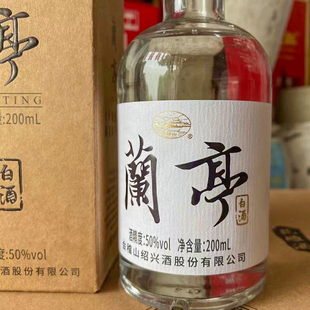 亭
TING
200mL
白酒
度:50%vol
酒股份有限公司
蘭亭
白酒
酒精度:50%vol 净含量:200mL
会稽山绍兴酒股份有限公司